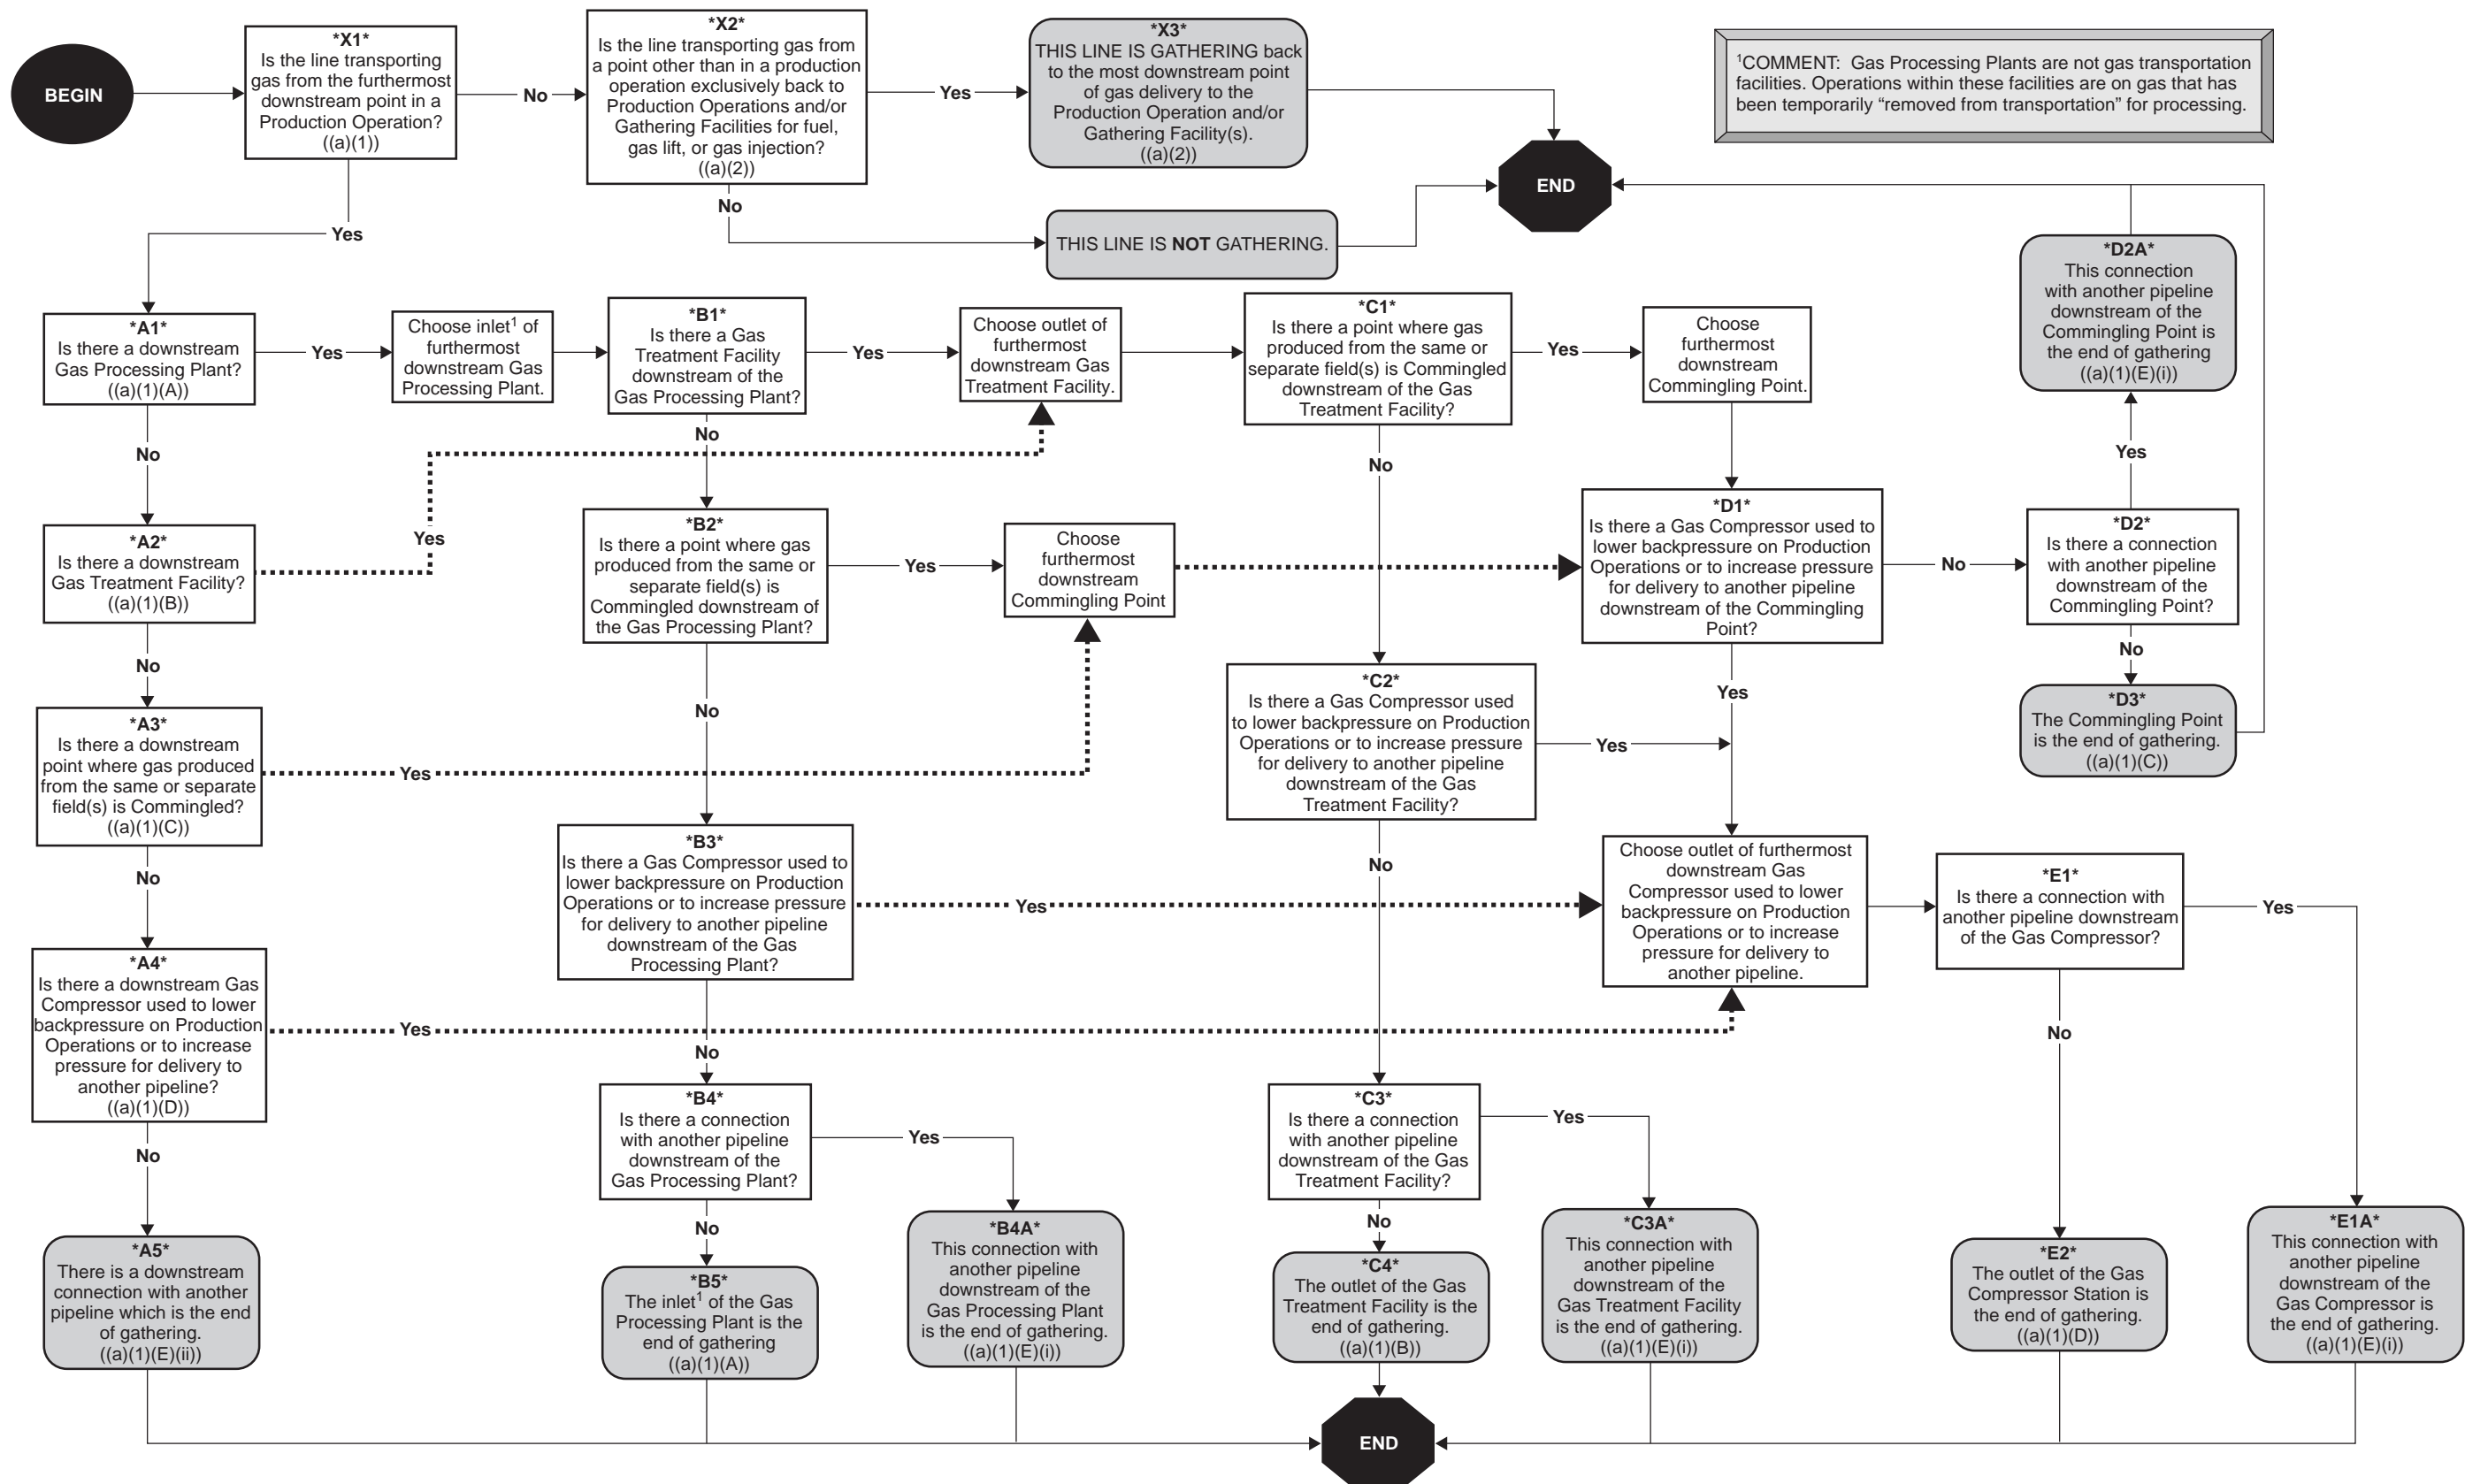 BEGIN
*X1*
Is the line transporting
gas from the furthermost
downstream point in a
Production Operation?
((a)(1))
No
*X2*
Is the line transporting gas from
a point other than in a production
operation exclusively back to
Production Operations and/or
Gathering Facilities for fuel,
gas lift, or gas injection?
((a)(2))
Yes
*X3*
THIS LINE IS GATHERING back
to the most downstream point
of gas delivery to the
Production Operation and/or
Gathering Facility(s).
((a)(2))
¹COMMENT: Gas Processing Plants are not gas transportation
facilities. Operations within these facilities are on gas that has
been temporarily “removed from transportation” for processing.
END
No
THIS LINE IS NOT GATHERING.
Yes
*A1*
Is there a downstream
Gas Processing Plant?
((a)(1)(A))
Yes
Choose inlet¹ of
furthermost
downstream Gas
Processing Plant.
*B1*
Is there a Gas
Treatment Facility
downstream of the
Gas Processing Plant?
Yes
Choose outlet of
furthermost
downstream Gas
Treatment Facility.
*C1*
Is there a point where gas
produced from the same or
separate field(s) is Commingled
downstream of the Gas
Treatment Facility?
Yes
Choose
furthermost
downstream
Commingling Point.
*D2A*
This connection
with another pipeline
downstream of the
Commingling Point is
the end of gathering
((a)(1)(E)(i))
No
No
No
Yes
*A2*
Is there a downstream
Gas Treatment Facility?
((a)(1)(B))
Yes
*B2*
Is there a point where gas
produced from the same or
separate field(s) is
Commingled downstream of
the Gas Processing Plant?
Yes
Choose
furthermost
downstream
Commingling Point
*D1*
Is there a Gas Compressor used to
lower backpressure on Production
Operations or to increase pressure
for delivery to another pipeline
downstream of the Commingling
Point?
No
*D2*
Is there a connection
with another pipeline
downstream of the
Commingling Point?
No
No
*D3*
The Commingling Point
is the end of gathering.
((a)(1)(C))
*A3*
Is there a downstream
point where gas produced
from the same or separate
field(s) is Commingled?
((a)(1)(C))
Yes
No
*C2*
Is there a Gas Compressor used
to lower backpressure on Production
Operations or to increase pressure
for delivery to another pipeline
downstream of the Gas
Treatment Facility?
Yes
Yes
No
*B3*
Is there a Gas Compressor used to
lower backpressure on Production
Operations or to increase pressure
for delivery to another pipeline
downstream of the Gas
Processing Plant?
Yes
No
Choose outlet of furthermost
downstream Gas
Compressor used to lower
backpressure on Production
Operations or to increase
pressure for delivery to
another pipeline.
*E1*
Is there a connection with
another pipeline downstream
of the Gas Compressor?
Yes
*A4*
Is there a downstream Gas
Compressor used to lower
backpressure on Production
Operations or to increase
pressure for delivery to
another pipeline?
((a)(1)(D))
Yes
No
No
No
*B4*
Is there a connection
with another pipeline
downstream of the
Gas Processing Plant?
Yes
*C3*
Is there a connection
with another pipeline
downstream of the Gas
Treatment Facility?
Yes
No
No
*A5*
There is a downstream
connection with another
pipeline which is the end
of gathering.
((a)(1)(E)(ii))
*B5*
The inlet¹ of the Gas
Processing Plant is the
end of gathering
((a)(1)(A))
*B4A*
This connection with
another pipeline
downstream of the
Gas Processing Plant
is the end of gathering.
((a)(1)(E)(i))
*C4*
The outlet of the Gas
Treatment Facility is the
end of gathering.
((a)(1)(B))
*C3A*
This connection with
another pipeline
downstream of the
Gas Treatment Facility
is the end of gathering.
((a)(1)(E)(i))
*E2*
The outlet of the Gas
Compressor Station is
the end of gathering.
((a)(1)(D))
*E1A*
This connection with
another pipeline
downstream of the
Gas Compressor is
the end of gathering.
((a)(1)(E)(i))
END